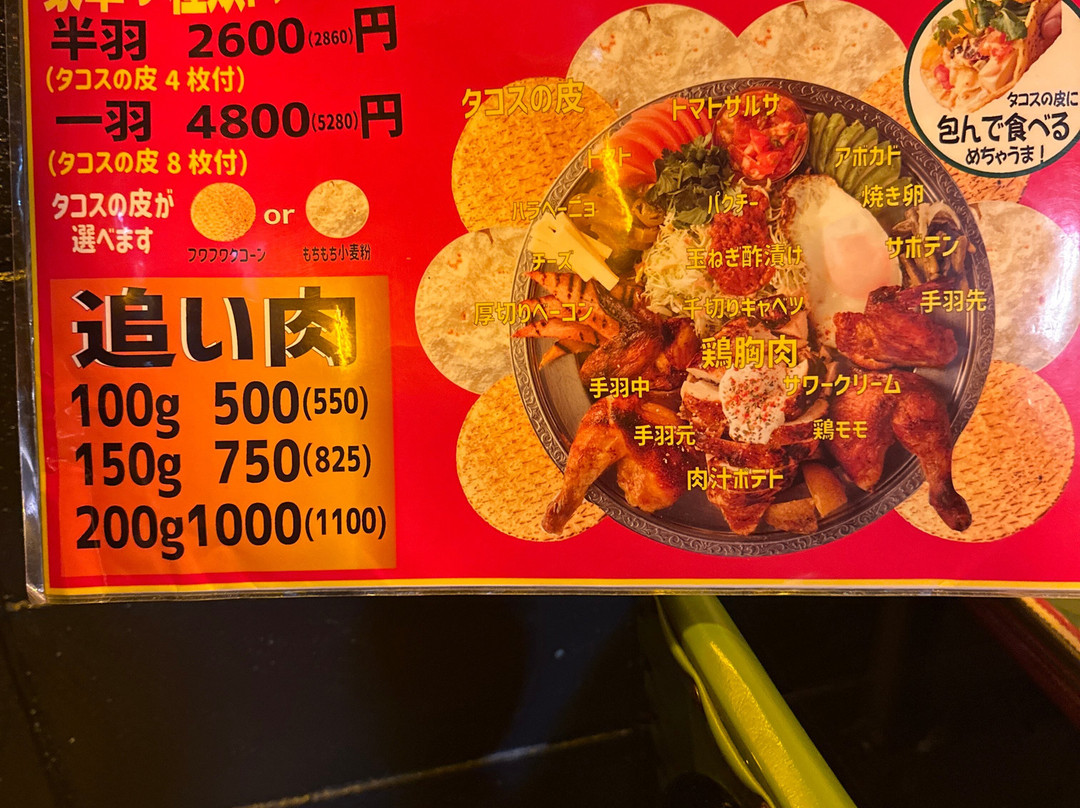 半羽 2600(2860)円
(タコスの皮4枚付)
一羽 4800(5280)円
(タコスの皮8枚付)
タコスの皮が
選べます
or
フワフワコーン
もちもち小麦粉
追い肉
100g 500(550)
150g 750(825)
200g1000(1100)
タコスの皮
トマトサルサ
トマト
アボカド
ハラペーニョ
パクチー
焼き卵
チーズ
玉ねぎ酢漬け
サボテン
厚切りベーコン
千切りキャベツ
手羽先
鶏胸肉
手羽中
サワークリーム
手羽元
鶏モモ
肉汁ポテト
タコスの皮に
包んで食べる
めちゃうま!